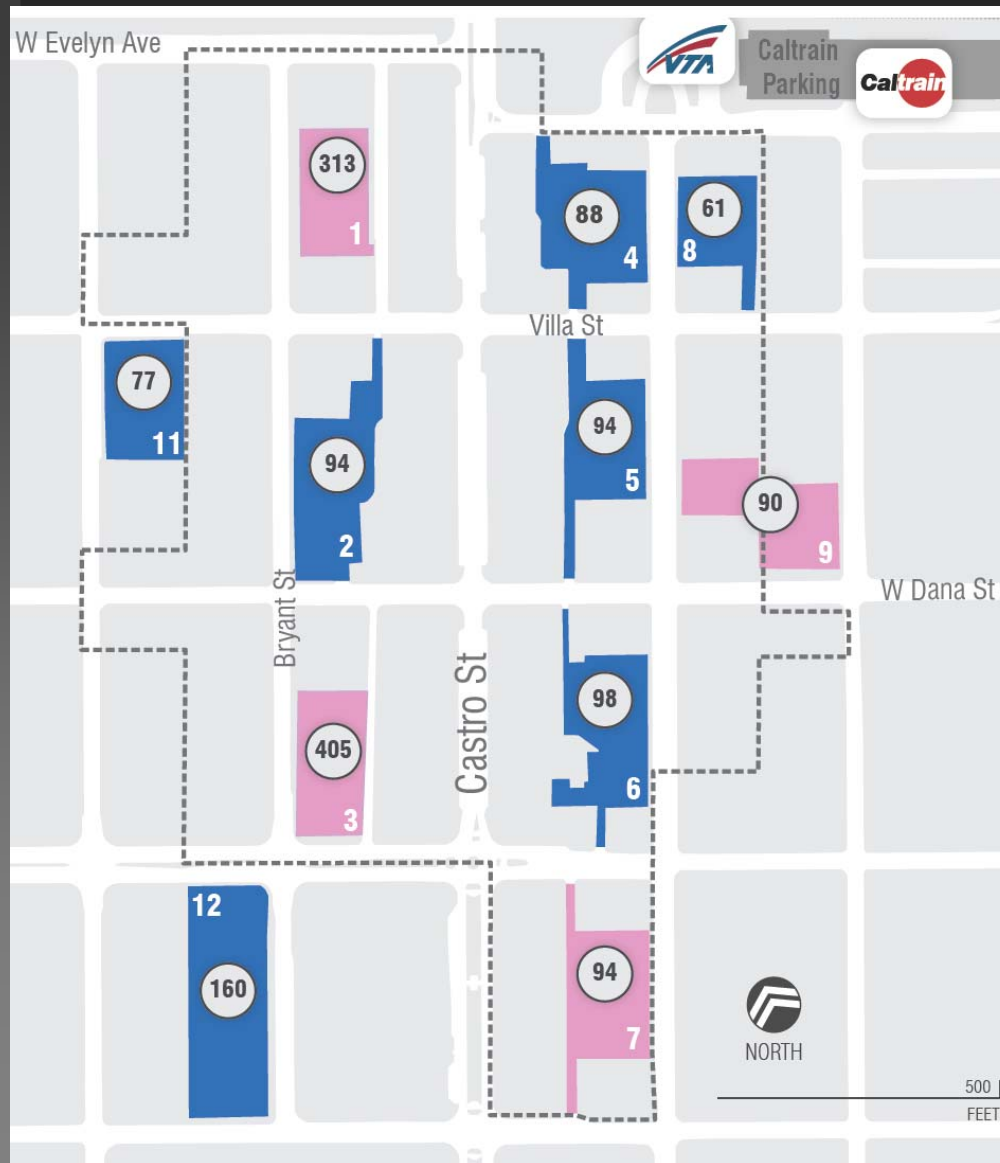 W Evelyn Ave
VTA
Caltrain
Parking
Caltrain
313
1
88
4
61
8
Villa St
77
11
94
2
94
5
90
9
W Dana St
Bryant St
Castro St
405
3
98
6
12
160
94
7
NORTH
500
FEET